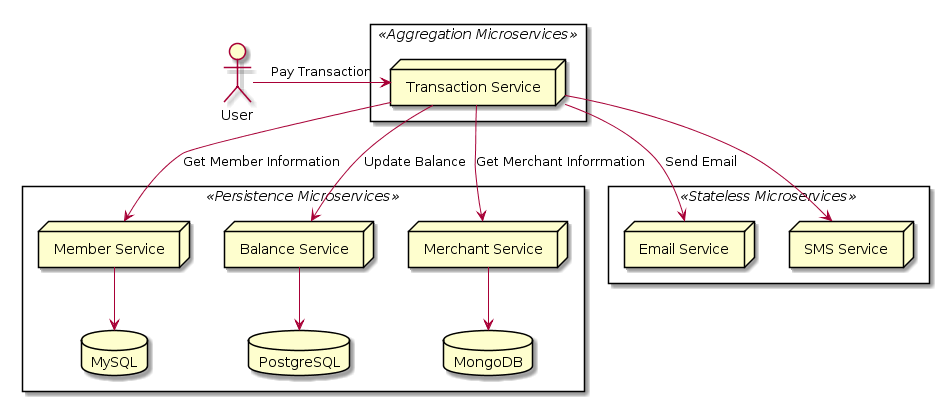 «Aggregation Microservices»
Pay Transaction
Transaction Service
User
Get Member Information
Update Balance
Get Merchant Inforrmation
Send Email
«Persistence Microservices»
«Stateless Microservices»
Member Service
Balance Service
Merchant Service
Email Service
SMS Service
MySQL
PostgreSQL
MongoDB